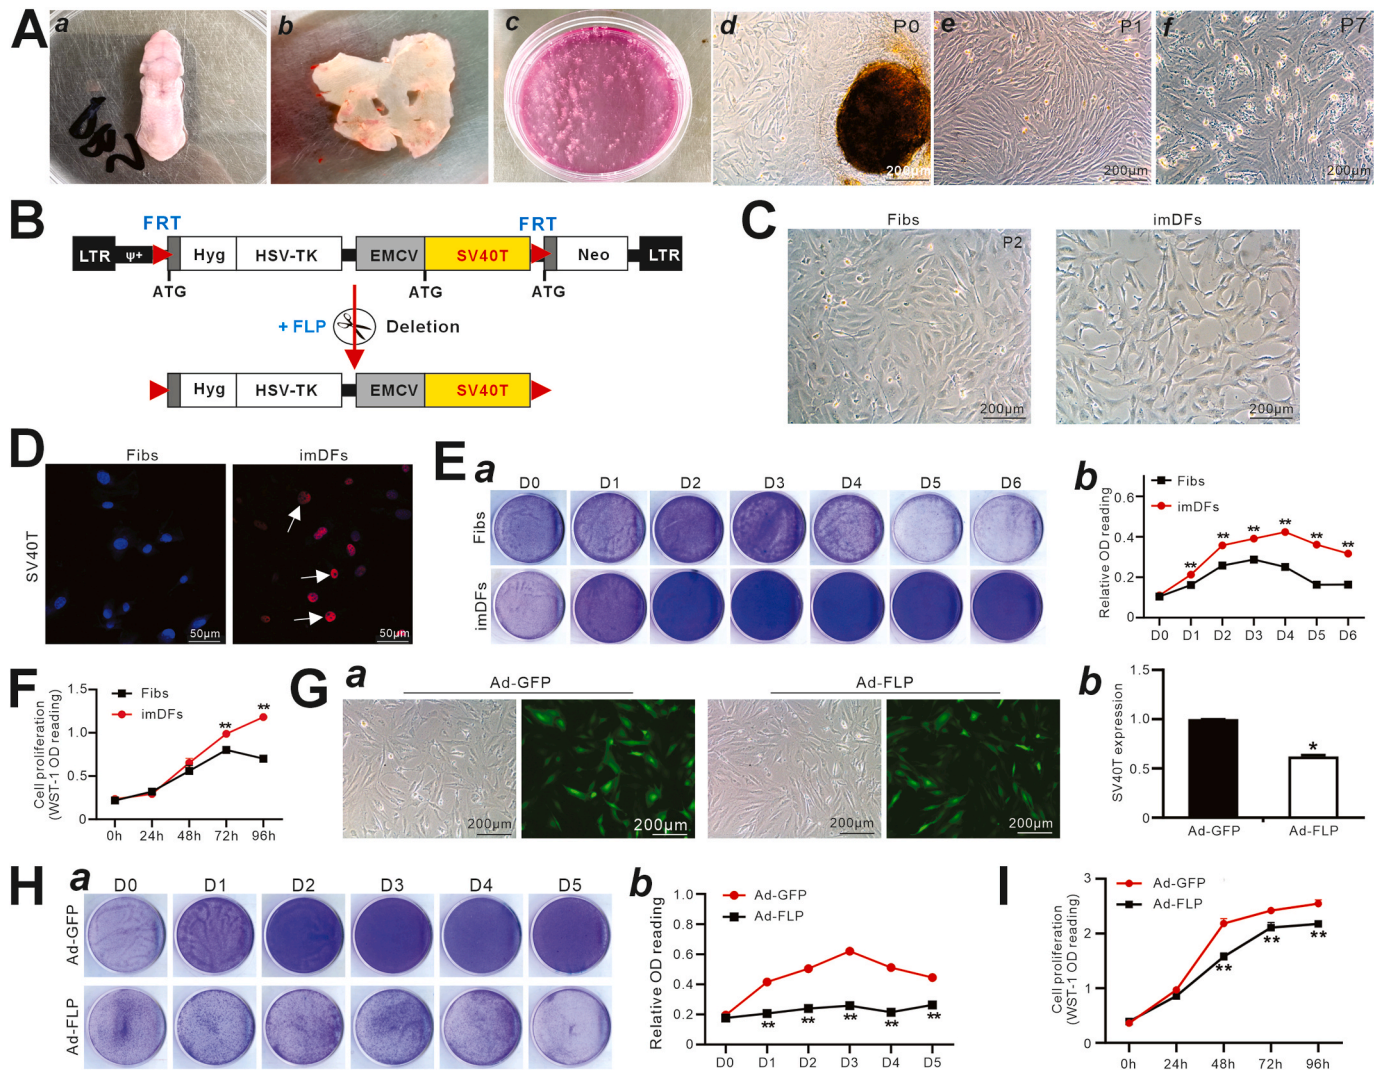 A
a
b
c
d
P0
200µm
e
P1
200µm
f
P7
200µm
B
FRT
FRT
LTR
Ψ+
Hyg
HSV-TK
EMCV
SV40T
Neo
LTR
ATG
ATG
ATG
+ FLP
Deletion
Hyg
HSV-TK
EMCV
SV40T
C
Fibs
imDFs
P2
200µm
200µm
D
Fibs
imDFs
SV40T
50µm
50µm
E
a
D0 D1 D2 D3 D4 D5 D6
Fibs
imDFs
b
Fibs
imDFs
Relative OD reading
0.6
0.4
0.2
0
** ** ** ** ** **
D0 D1 D2 D3 D4 D5 D6
F
Fibs
imDFs
Cell proliferation
(WST-1 OD reading)
1.5
1.0
0.5
0
** **
0h 24h 48h 72h 96h
G
a
Ad-GFP
Ad-FLP
200µm
200µm
200µm
200µm
b
SV40T expression
1.5
1.0
0.5
0
*
Ad-GFP Ad-FLP
H
a
D0 D1 D2 D3 D4 D5
Ad-GFP
Ad-FLP
b
Ad-GFP
Ad-FLP
Relative OD reading
1.0
0.8
0.6
0.4
0.2
0
** ** ** ** **
D0 D1 D2 D3 D4 D5
I
Ad-GFP
Ad-FLP
Cell proliferation
(WST-1 OD reading)
3
2
1
0
** ** **
0h 24h 48h 72h 96h